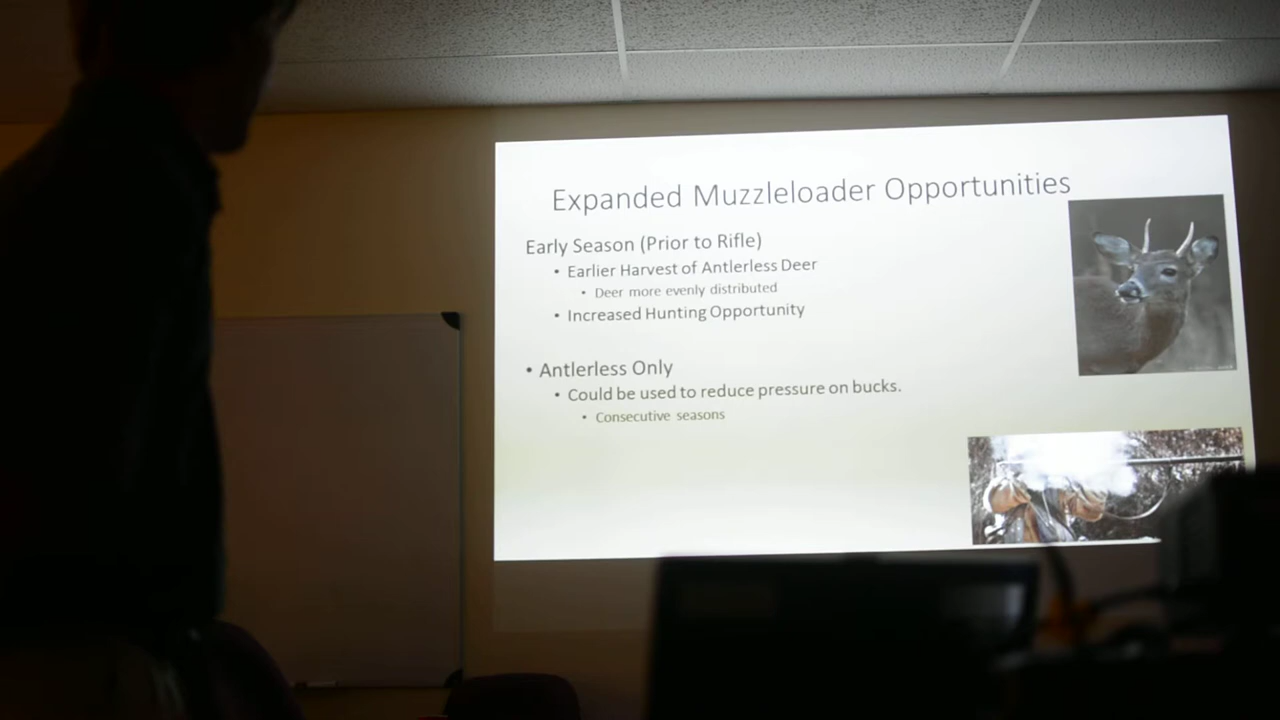 Expanded Muzzleloader Opportunities
Early Season (Prior to Rifle)
• Earlier Harvest of Antlerless Deer
• Deer more evenly distributed
• Increased Hunting Opportunity
• Antlerless Only
• Could be used to reduce pressure on bucks.
• Consecutive seasons